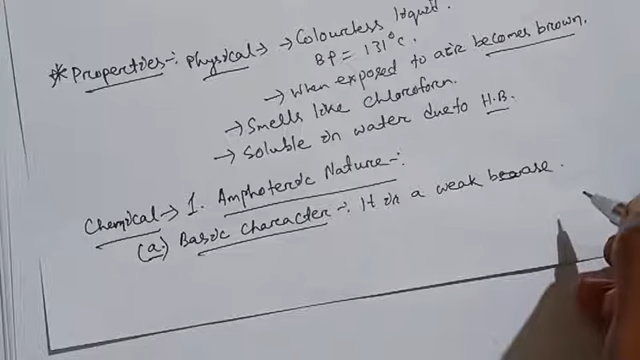 * Properties-: Physical → → Colourless liquid.
BP = 131°C.
→ When exposed to air becomes brown.
→ Smells like chloroform.
→ Soluble in water due to H.B.
Chemical → 1. Amphoteric Nature-:
(a.) Basic Character-: It is a weak base.